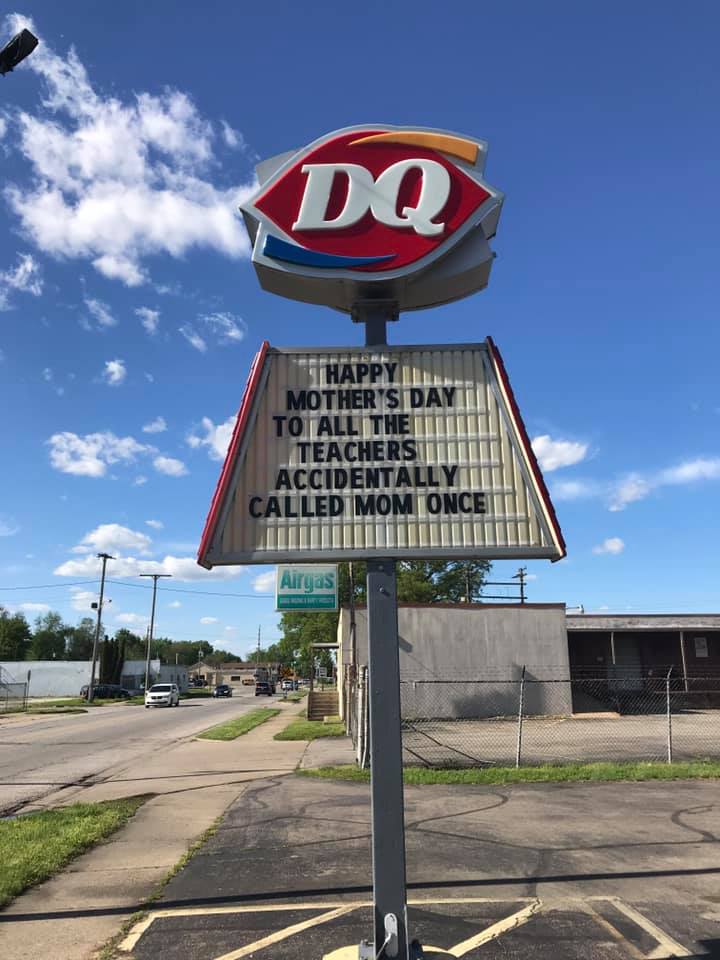 DQ
HAPPY
MOTHER'S DAY
TO ALL THE
TEACHERS
ACCIDENTALLY
CALLED MOM ONCE
Airgas